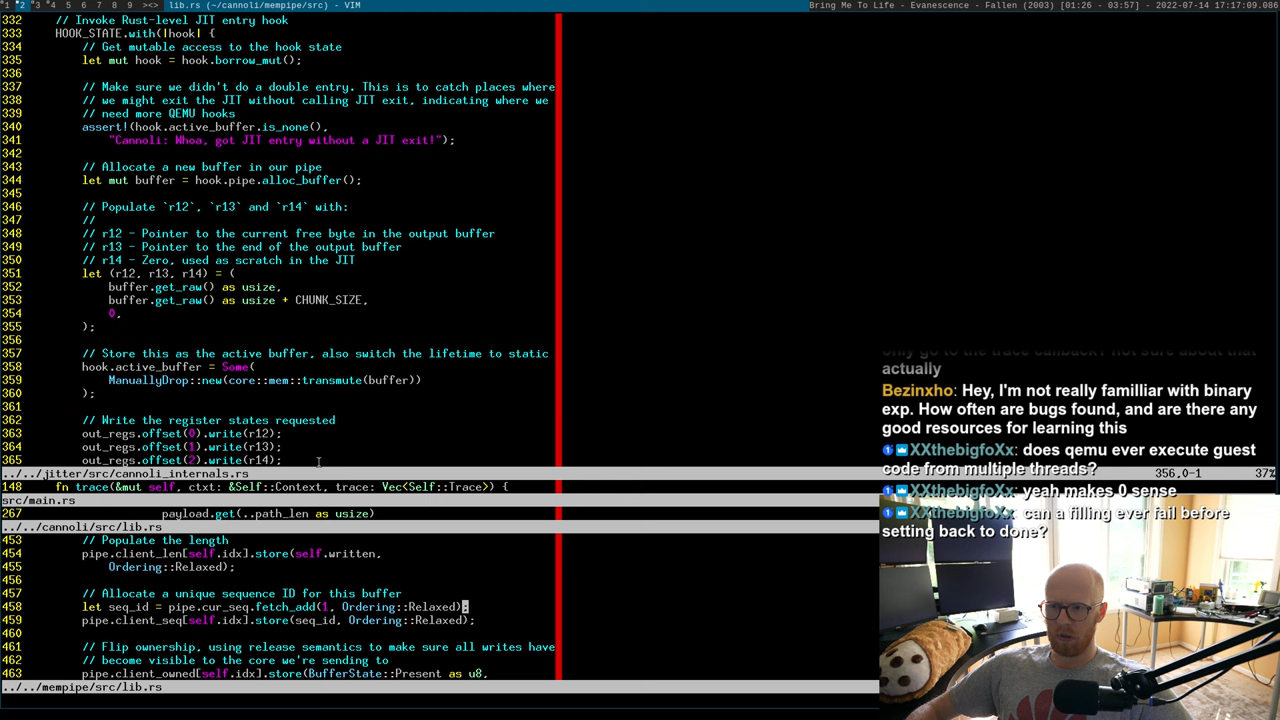 1 2 3 4 5 6 7 8 9 ><> lib.rs (~/cannoli/mempipe/src) - VIM
Bring Me To Life - Evanescence - Fallen (2003) [01:26 - 03:57] - 2022-07-14 17:17:09.086
332 // Invoke Rust-level JIT entry hook
333 HOOK_STATE.with(|hook| {
334 // Get mutable access to the hook state
335 let mut hook = hook.borrow_mut();
336
337 // Make sure we didn't do a double entry. This is to catch places where
338 // we might exit the JIT without calling JIT exit, indicating where we
339 // need more QEMU hooks
340 assert!(hook.active_buffer.is_none(),
341 "Cannoli: Whoa, got JIT entry without a JIT exit!");
342
343 // Allocate a new buffer in our pipe
344 let mut buffer = hook.pipe.alloc_buffer();
345
346 // Populate `r12`, `r13` and `r14` with:
347 //
348 // r12 - Pointer to the current free byte in the output buffer
349 // r13 - Pointer to the end of the output buffer
350 // r14 - Zero, used as scratch in the JIT
351 let (r12, r13, r14) = (
352 buffer.get_raw() as usize,
353 buffer.get_raw() as usize + CHUNK_SIZE,
354 0,
355 );
356
357 // Store this as the active buffer, also switch the lifetime to static
358 hook.active_buffer = Some(
359 ManuallyDrop::new(core::mem::transmute(buffer))
360 );
361
362 // Write the register states requested
363 out_regs.offset(0).write(r12);
364 out_regs.offset(1).write(r13);
365 out_regs.offset(2).write(r14);
../../jitter/src/cannoli_internals.rs 356,0-1 37%
148 fn trace(&mut self, ctxt: &Self::Context, trace: Vec<Self::Trace>) {
src/main.rs
267 payload.get(..path_len as usize)
../cannoli/src/lib.rs
453 // Populate the length
454 pipe.client_len[self.idx].store(self.written,
455 Ordering::Relaxed);
456
457 // Allocate a unique sequence ID for this buffer
458 let seq_id = pipe.cur_seq.fetch_add(1, Ordering::Relaxed);
459 pipe.client_seq[self.idx].store(seq_id, Ordering::Relaxed);
460
461 // Flip ownership, using release semantics to make sure all writes have
462 // become visible to the core we're sending to
463 pipe.client_owned[self.idx].store(BufferState::Present as u8,
../../mempipe/src/lib.rs
only go to the trace callback? not sure about that
actually
Bezinxho: Hey, I'm not really familliar with binary
exp. How often are bugs found, and are there any
good resources for learning this
XXthebigfoXx: does qemu ever execute guest
code from multiple threads?
XXthebigfoXx: yeah makes 0 sense
XXthebigfoXx: can a filling ever fail before
setting back to done?